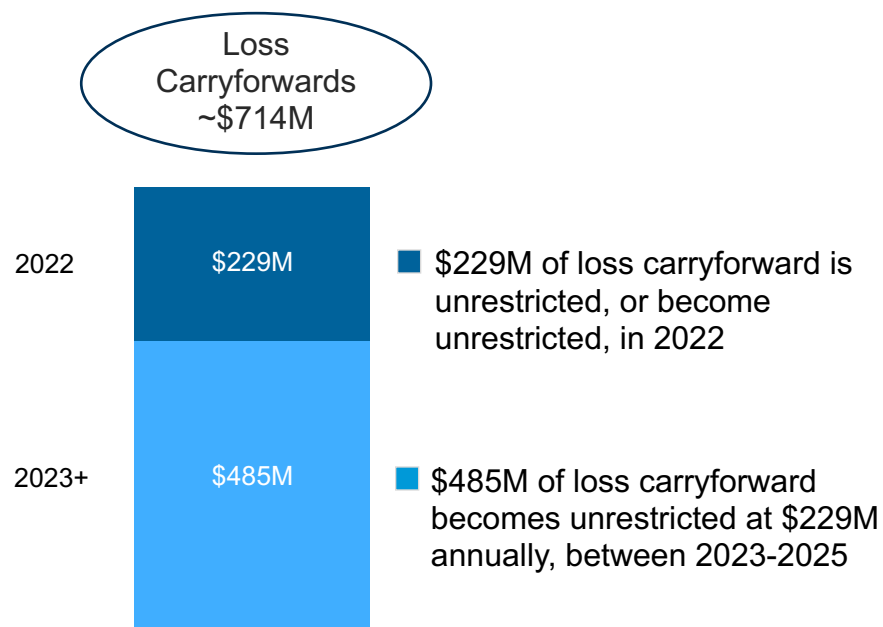 Loss
Carryforwards
~$714M
2022
$229M
$229M of loss carryforward is
unrestricted, or become
unrestricted, in 2022
2023+
$485M
$485M of loss carryforward
becomes unrestricted at $229M
annually, between 2023-2025